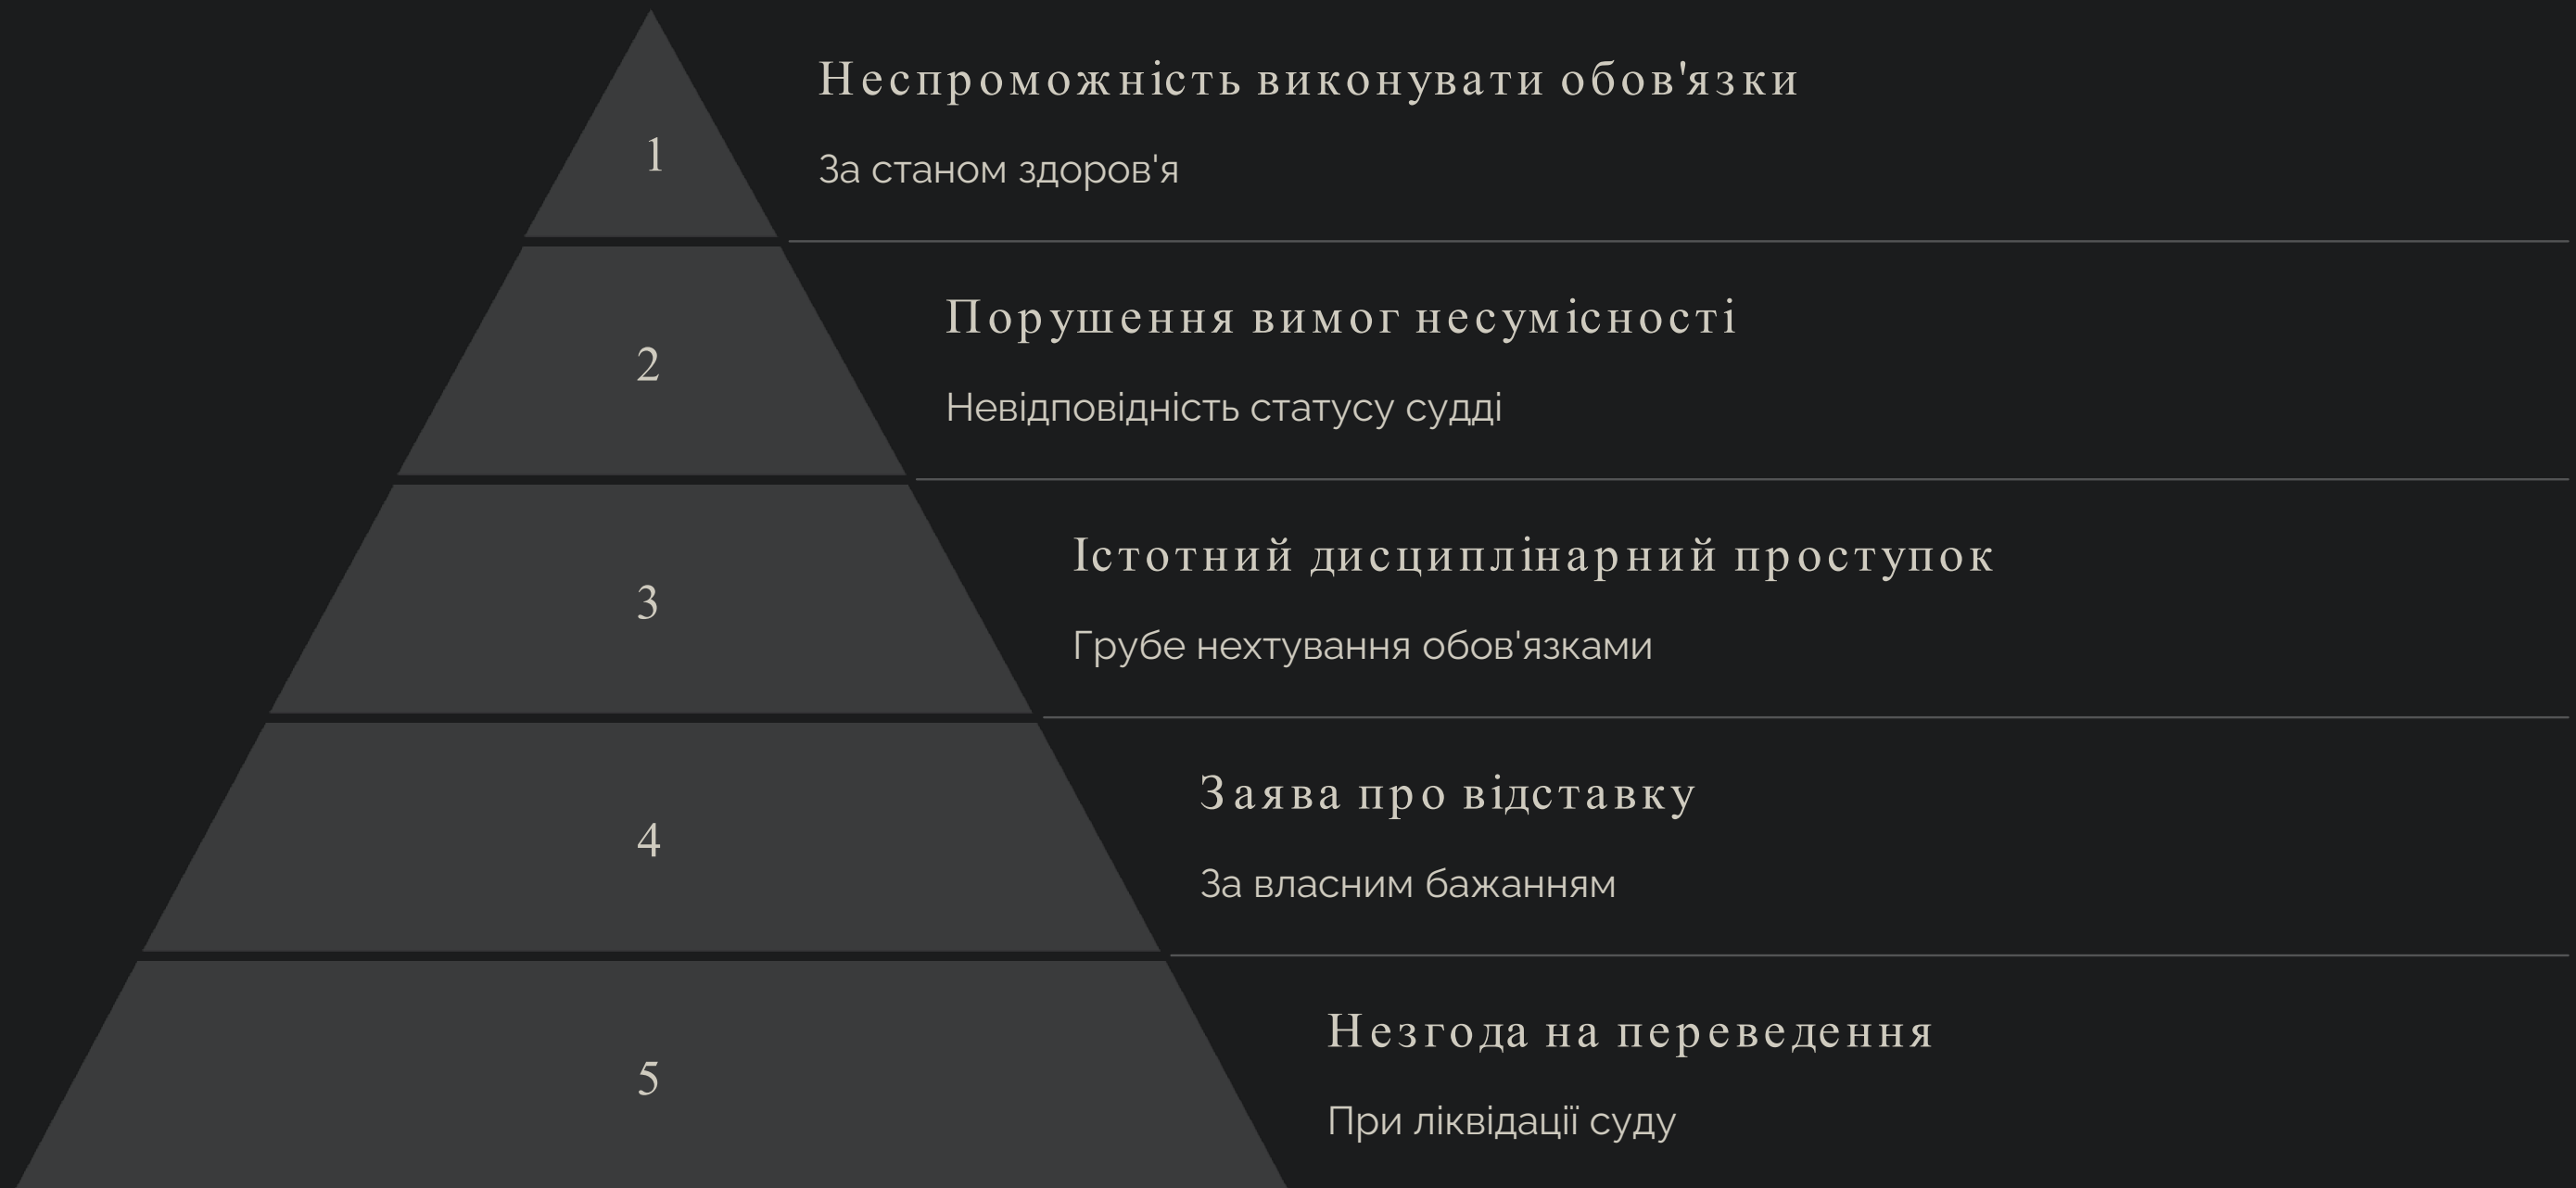 1
Неспроможність виконувати обов'язки
За станом здоров'я
2
Порушення вимог несумісності
Невідповідність статусу судді
3
Істотний дисциплінарний проступок
Грубе нехтування обов'язками
4
Заява про відставку
За власним бажанням
5
Незгода на переведення
При ліквідації суду